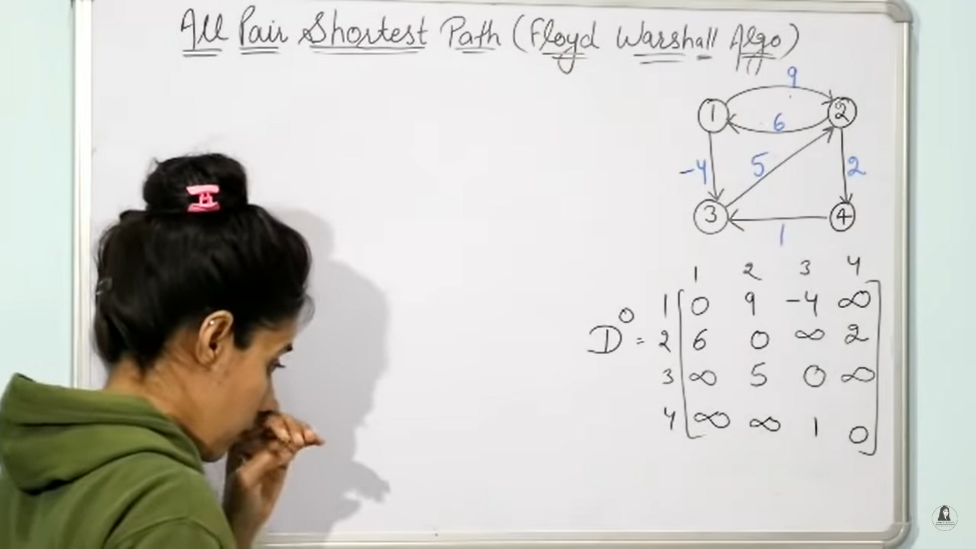 All Pair Shortest Path (Floyd Warshall Algo)
9
1 2
6
-4 5 2
3 4
1
1 2 3 4
D⁰ = 1 [0 9 -4 ∞]
2 [6 0 ∞ 2]
3 [∞ 5 0 ∞]
4 [∞ ∞ 1 0]